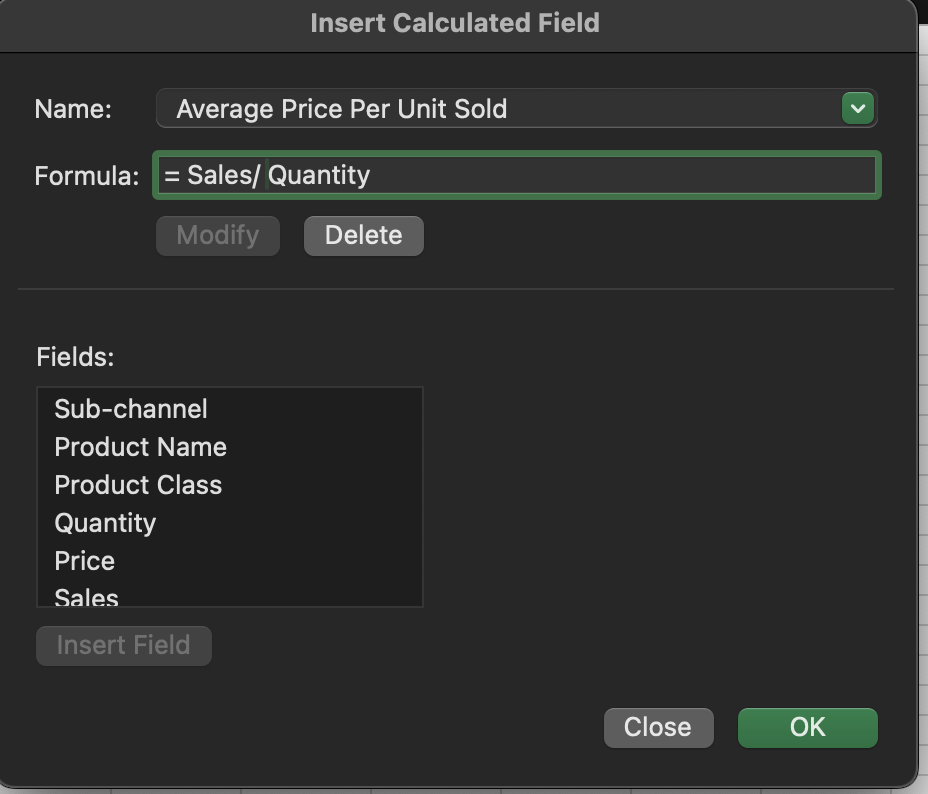 Insert Calculated Field
Name: Average Price Per Unit Sold
Formula: = Sales/ Quantity
Modify Delete
Fields:
Sub-channel
Product Name
Product Class
Quantity
Price
Sales
Insert Field
Close OK